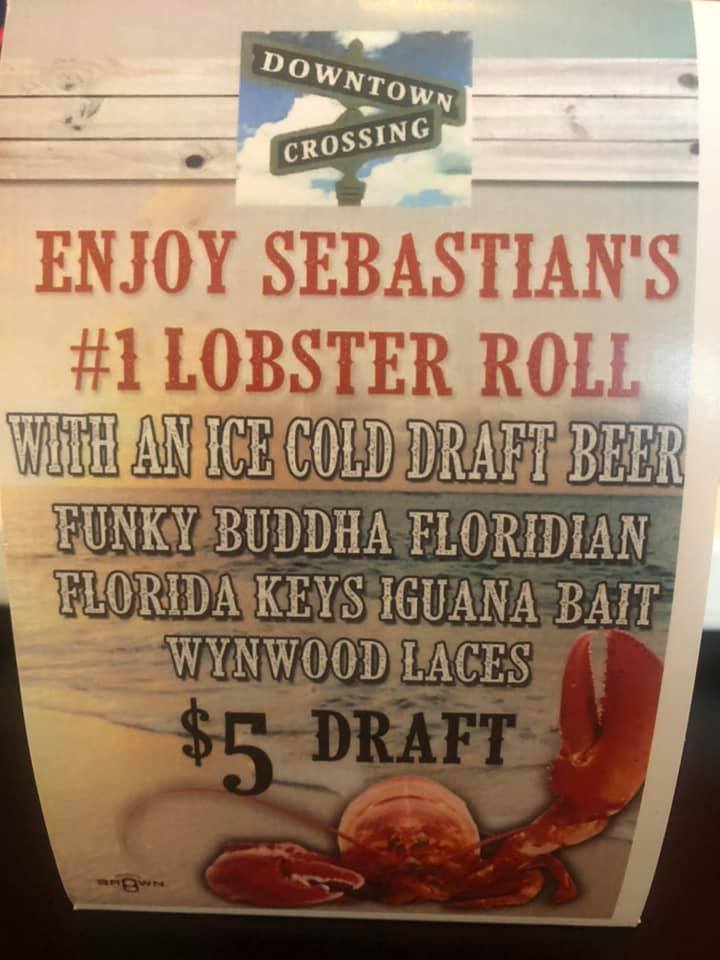 DOWNTOWN
CROSSING
ENJOY SEBASTIAN'S
#1 LOBSTER ROLL
WITH AN ICE COLD DRAFT BEER
FUNKY BUDDHA FLORIDIAN
FLORIDA KEYS IGUANA BAIT
WYNWOOD LACES
$5 DRAFT
BROWN